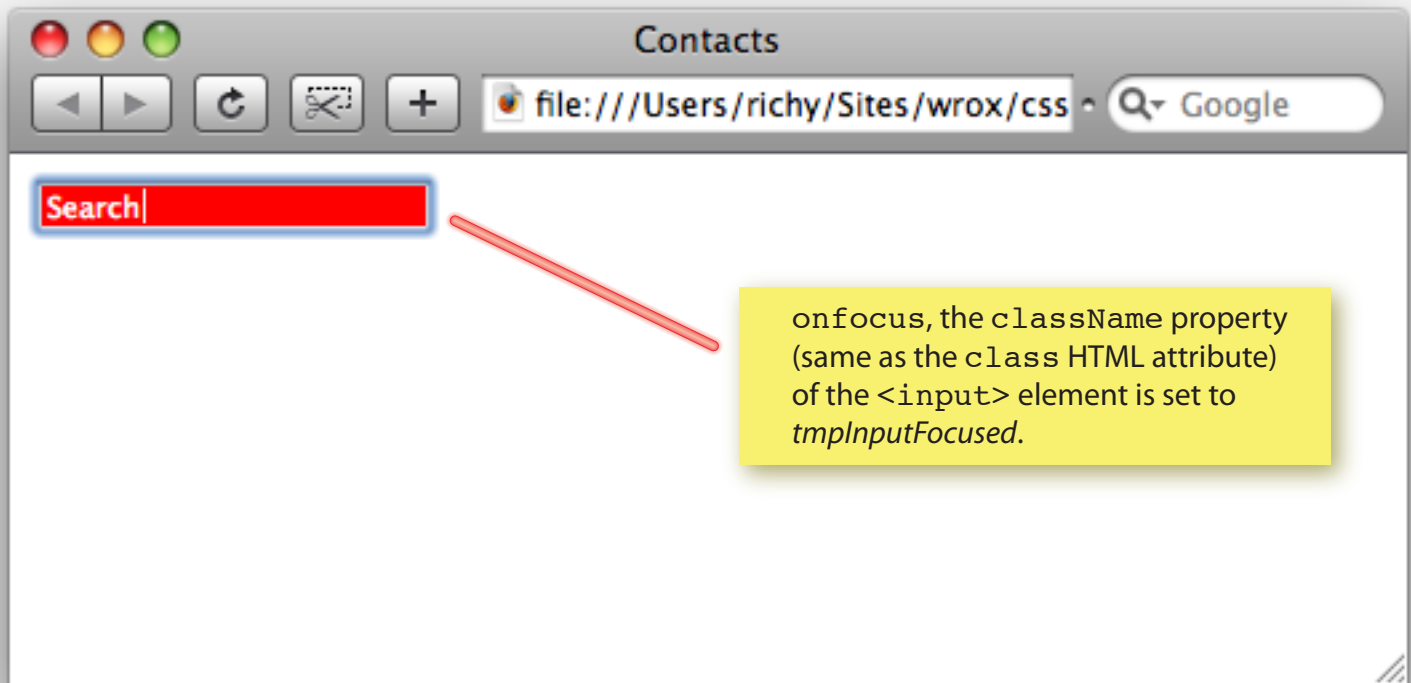 Contacts
file:///Users/richy/Sites/wrox/css
Google
Search
onfocus, the className property
(same as the class HTML attribute)
of the <input> element is set to
tmpInputFocused.